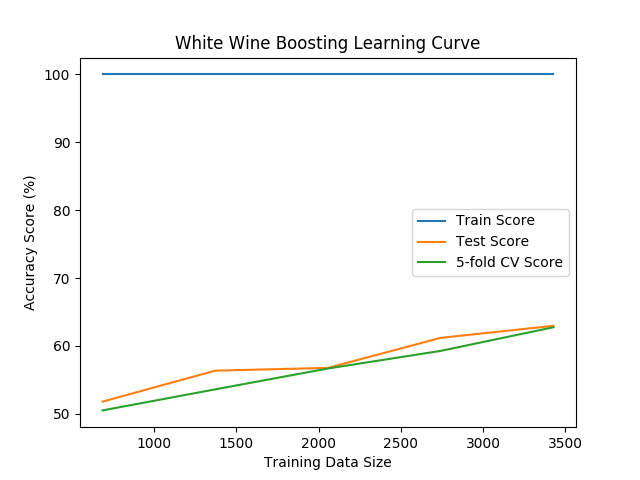 White Wine Boosting Learning Curve
Accuracy Score (%)
100
90
80
70
60
50
Train Score
Test Score
5-fold CV Score
1000 1500 2000 2500 3000 3500
Training Data Size